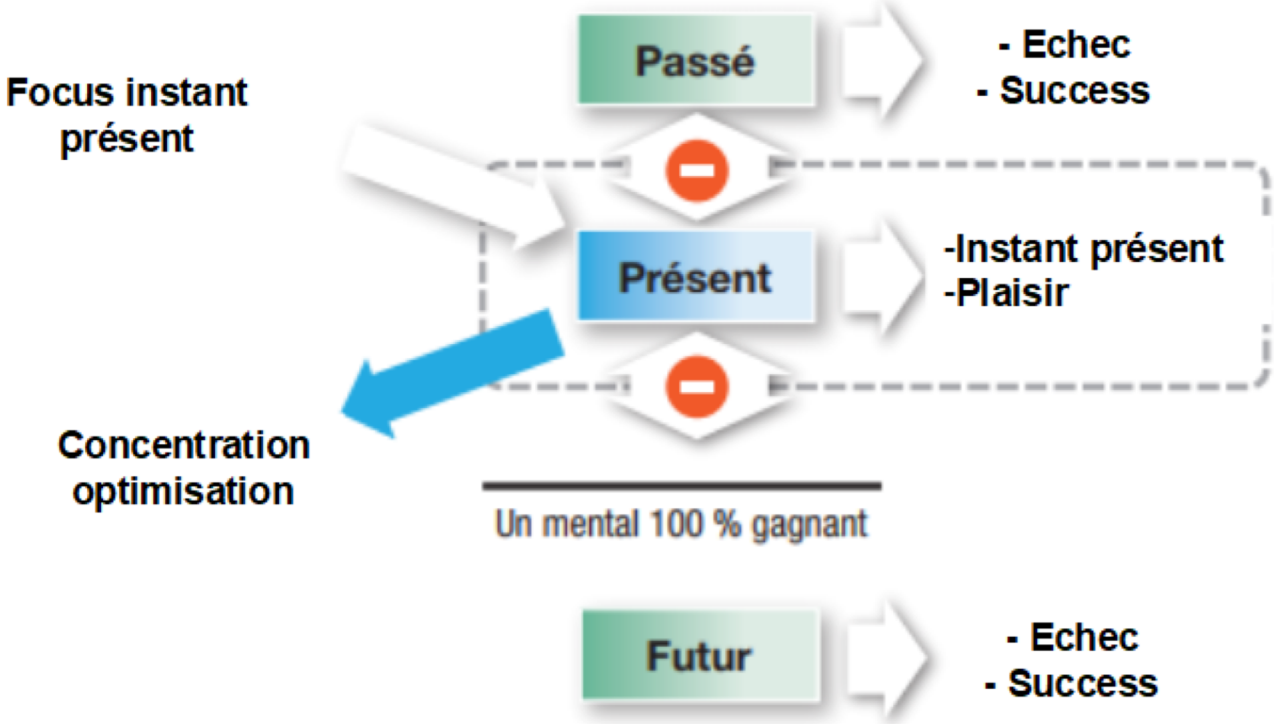 Passé
- Echec
- Success
Focus instant
présent
Présent
-Instant présent
-Plaisir
Concentration
optimisation
Un mental 100 % gagnant
Futur
- Echec
- Success